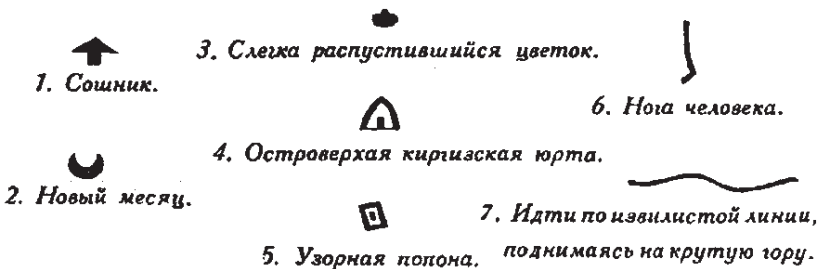 1. Сошник.
2. Новый месяц.
3. Слегка распустившийся цветок.
4. Островерхая киргизская юрта.
5. Узорная попона.
6. Нога человека.
7. Идти по извилистой линии,
поднимаясь на крутую гору.